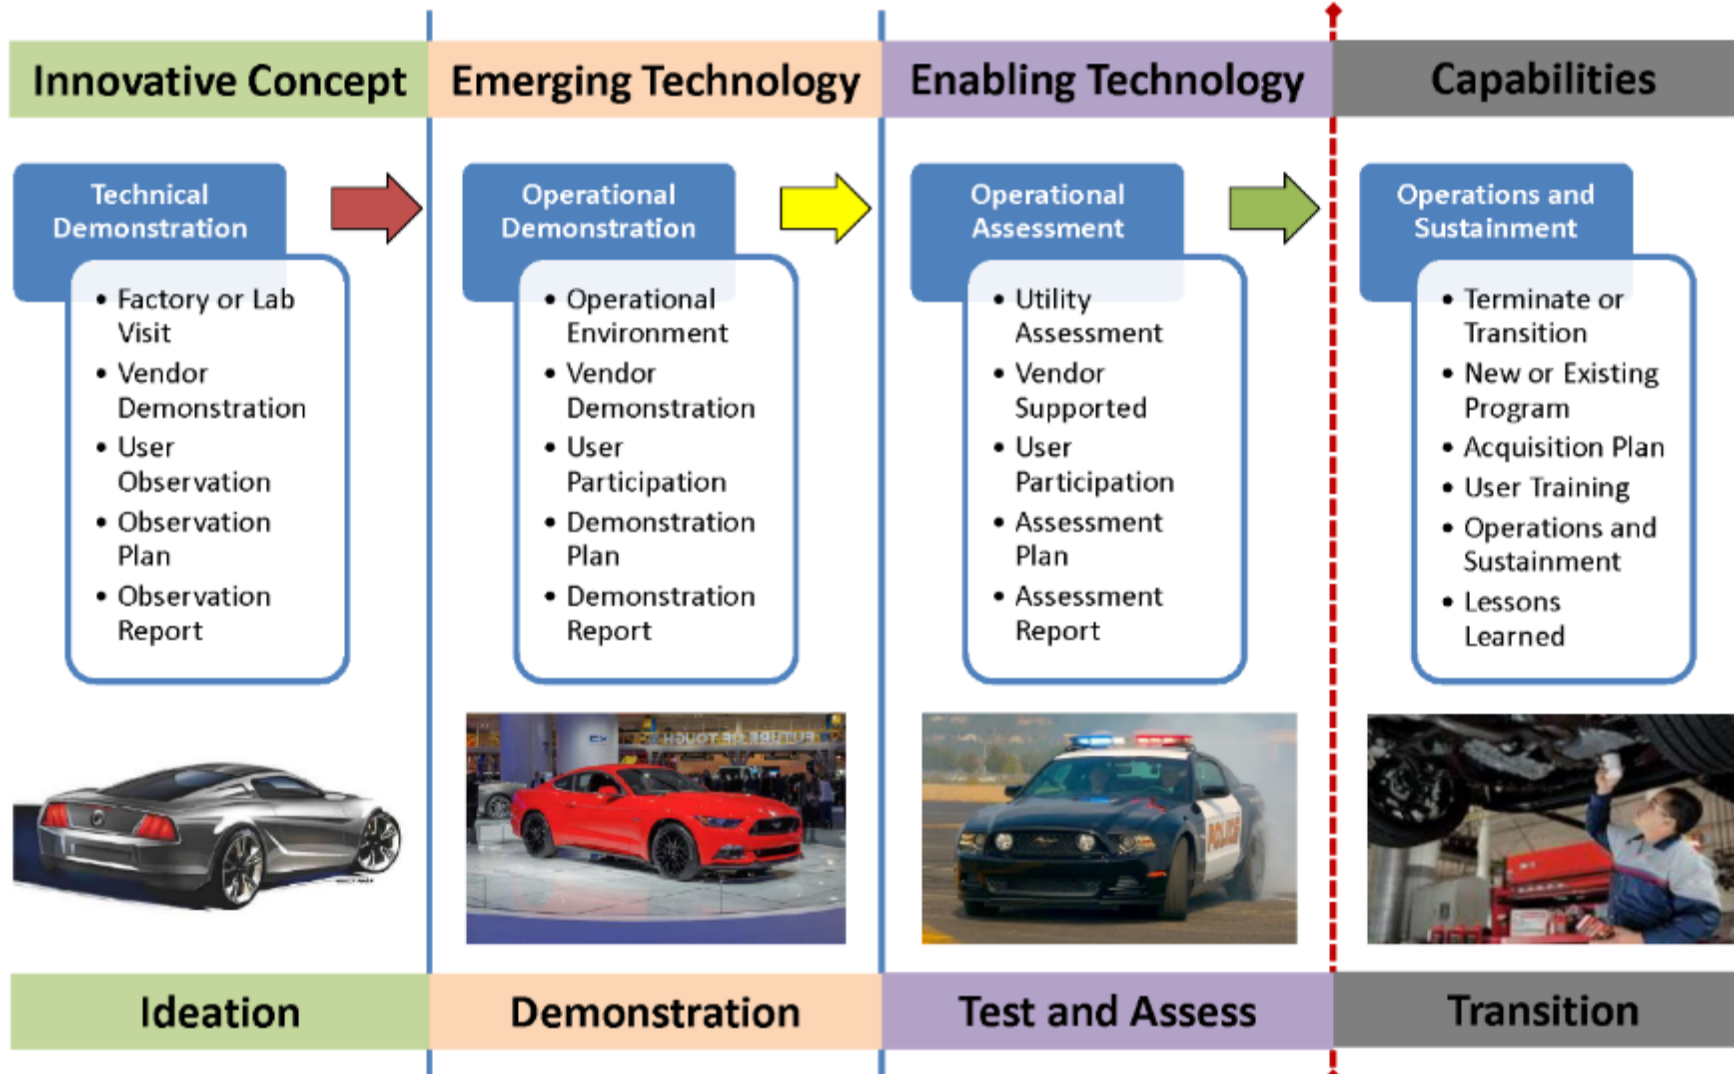 Innovative Concept
Emerging Technology
Enabling Technology
Capabilities
Technical
Demonstration
• Factory or Lab
Visit
• Vendor
Demonstration
• User
Observation
• Observation
Plan
• Observation
Report
Operational
Demonstration
• Operational
Environment
• Vendor
Demonstration
• User
Participation
• Demonstration
Plan
• Demonstration
Report
Operational
Assessment
• Utility
Assessment
• Vendor
Supported
• User
Participation
• Assessment
Plan
• Assessment
Report
Operations and
Sustainment
• Terminate or
Transition
• New or Existing
Program
• Acquisition Plan
• User Training
• Operations and
Sustainment
• Lessons
Learned
FUTURE OF TOUGH
POLICE
Ideation
Demonstration
Test and Assess
Transition